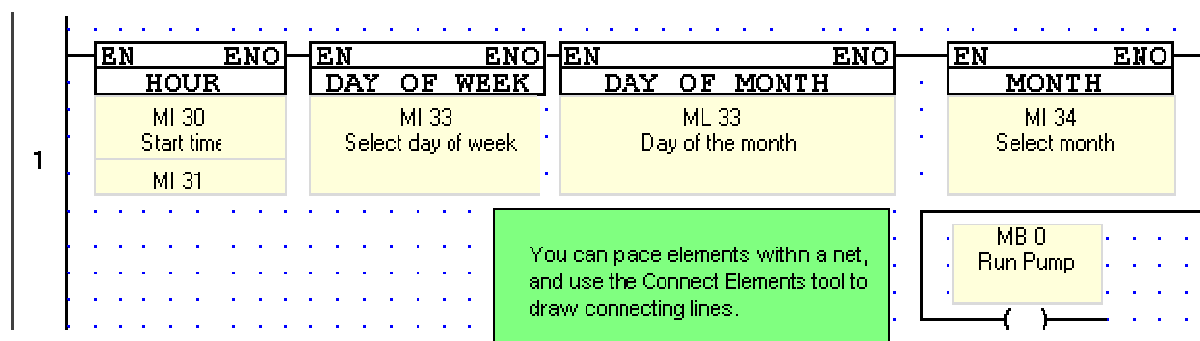 EN ENO EN ENO EN ENO EN ENO
HOUR DAY OF WEEK DAY OF MONTH MONTH
MI 30 MI 33 ML 33 MI 34
Start time Select day of week Day of the month Select month
1
MI 31
You can pace elements withn a net,
and use the Connect Elements tool to
draw connecting lines.
MB 0
Run Pump